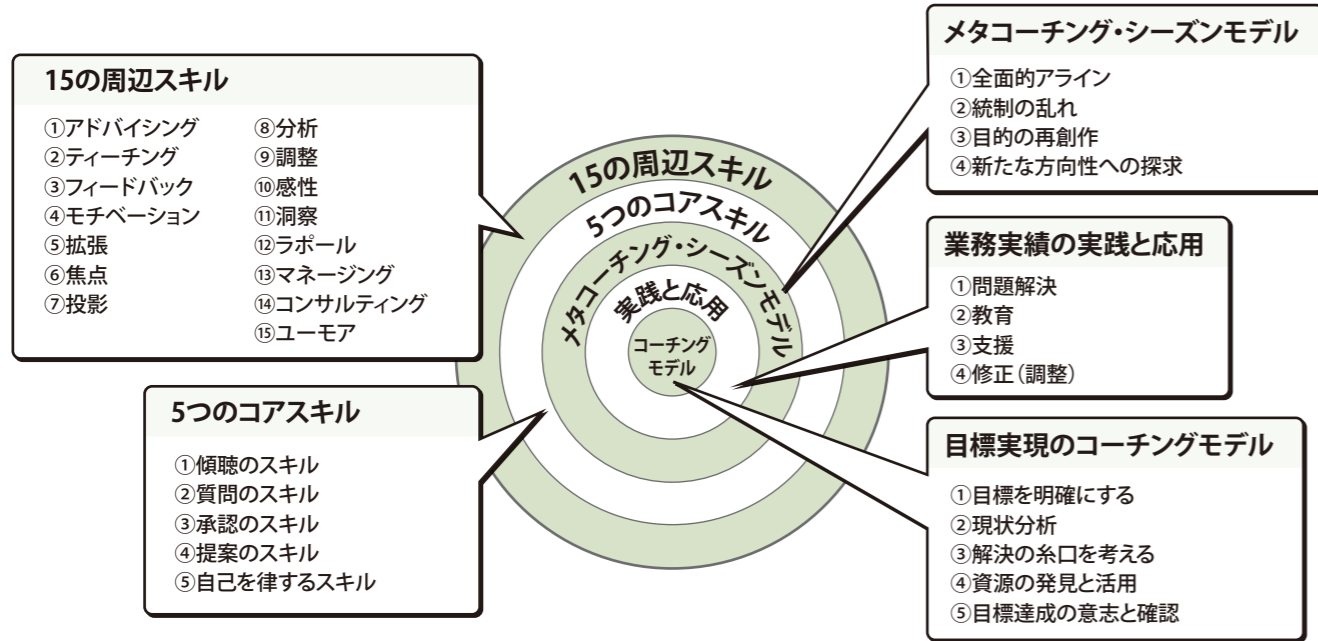 15の周辺スキル
①アドバイシング
②ティーチング
③フィードバック
④モチベーション
⑤拡張
⑥焦点
⑦投影
⑧分析
⑨調整
⑩感性
⑪洞察
⑫ラポール
⑬マネージング
⑭コンサルティング
⑮ユーモア
5つのコアスキル
①傾聴のスキル
②質問のスキル
③承認のスキル
④提案のスキル
⑤自己を律するスキル
15の周辺スキル
5つのコアスキル
メタコーチング・シーズンモデル
実践と応用
コーチング
モデル
メタコーチング・シーズンモデル
①全面的アライン
②統制の乱れ
③目的の再創作
④新たな方向性への探求
業務実績の実践と応用
①問題解決
②教育
③支援
④修正（調整）
目標実現のコーチングモデル
①目標を明確にする
②現状分析
③解決の糸口を考える
④資源の発見と活用
⑤目標達成の意志と確認